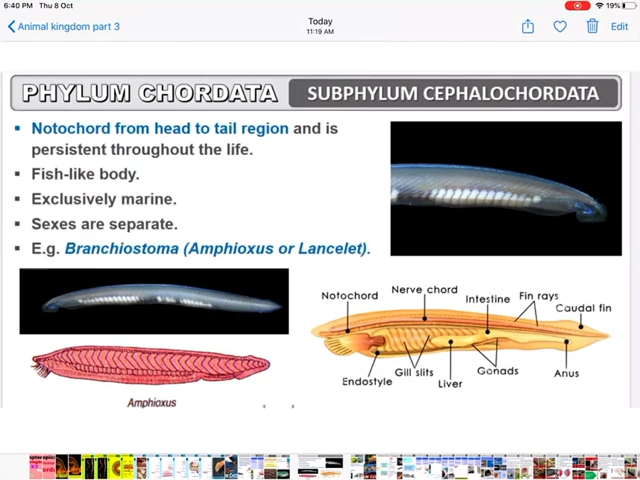 6:40 PM Thu 8 Oct
19%
Animal kingdom part 3
Today
11:19 AM
Edit
PHYLUM CHORDATA
SUBPHYLUM CEPHALOCHORDATA
▪ Notochord from head to tail region and is
persistent throughout the life.
▪ Fish-like body.
▪ Exclusively marine.
▪ Sexes are separate.
▪ E.g. Branchiostoma (Amphioxus or Lancelet).
Notochord
Nerve chord
Intestine
Fin rays
Caudal fin
Endostyle
Gill slits
Liver
Gonads
Anus
Amphioxus